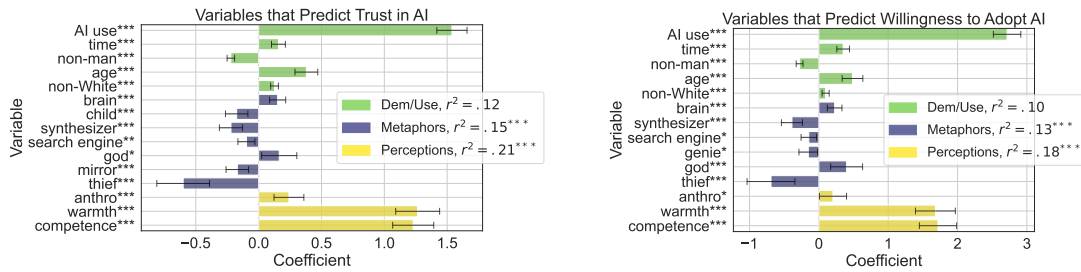 Variables that Predict Trust in AI
Variable
AI use***
time***
non-man***
age***
non-White***
brain***
child***
synthesizer***
search engine**
god*
mirror***
thief***
anthro***
warmth***
competence***
Dem/Use, r² = .12
Metaphors, r² = .15***
Perceptions, r² = .21***
−0.5 0.0 0.5 1.0 1.5
Coefficient
Variables that Predict Willingness to Adopt AI
Variable
AI use***
time***
non-man***
age***
non-White***
brain***
synthesizer***
search engine*
genie*
god***
thief***
anthro*
warmth***
competence***
Dem/Use, r² = .10
Metaphors, r² = .13***
Perceptions, r² = .18***
−1 0 1 2 3
Coefficient